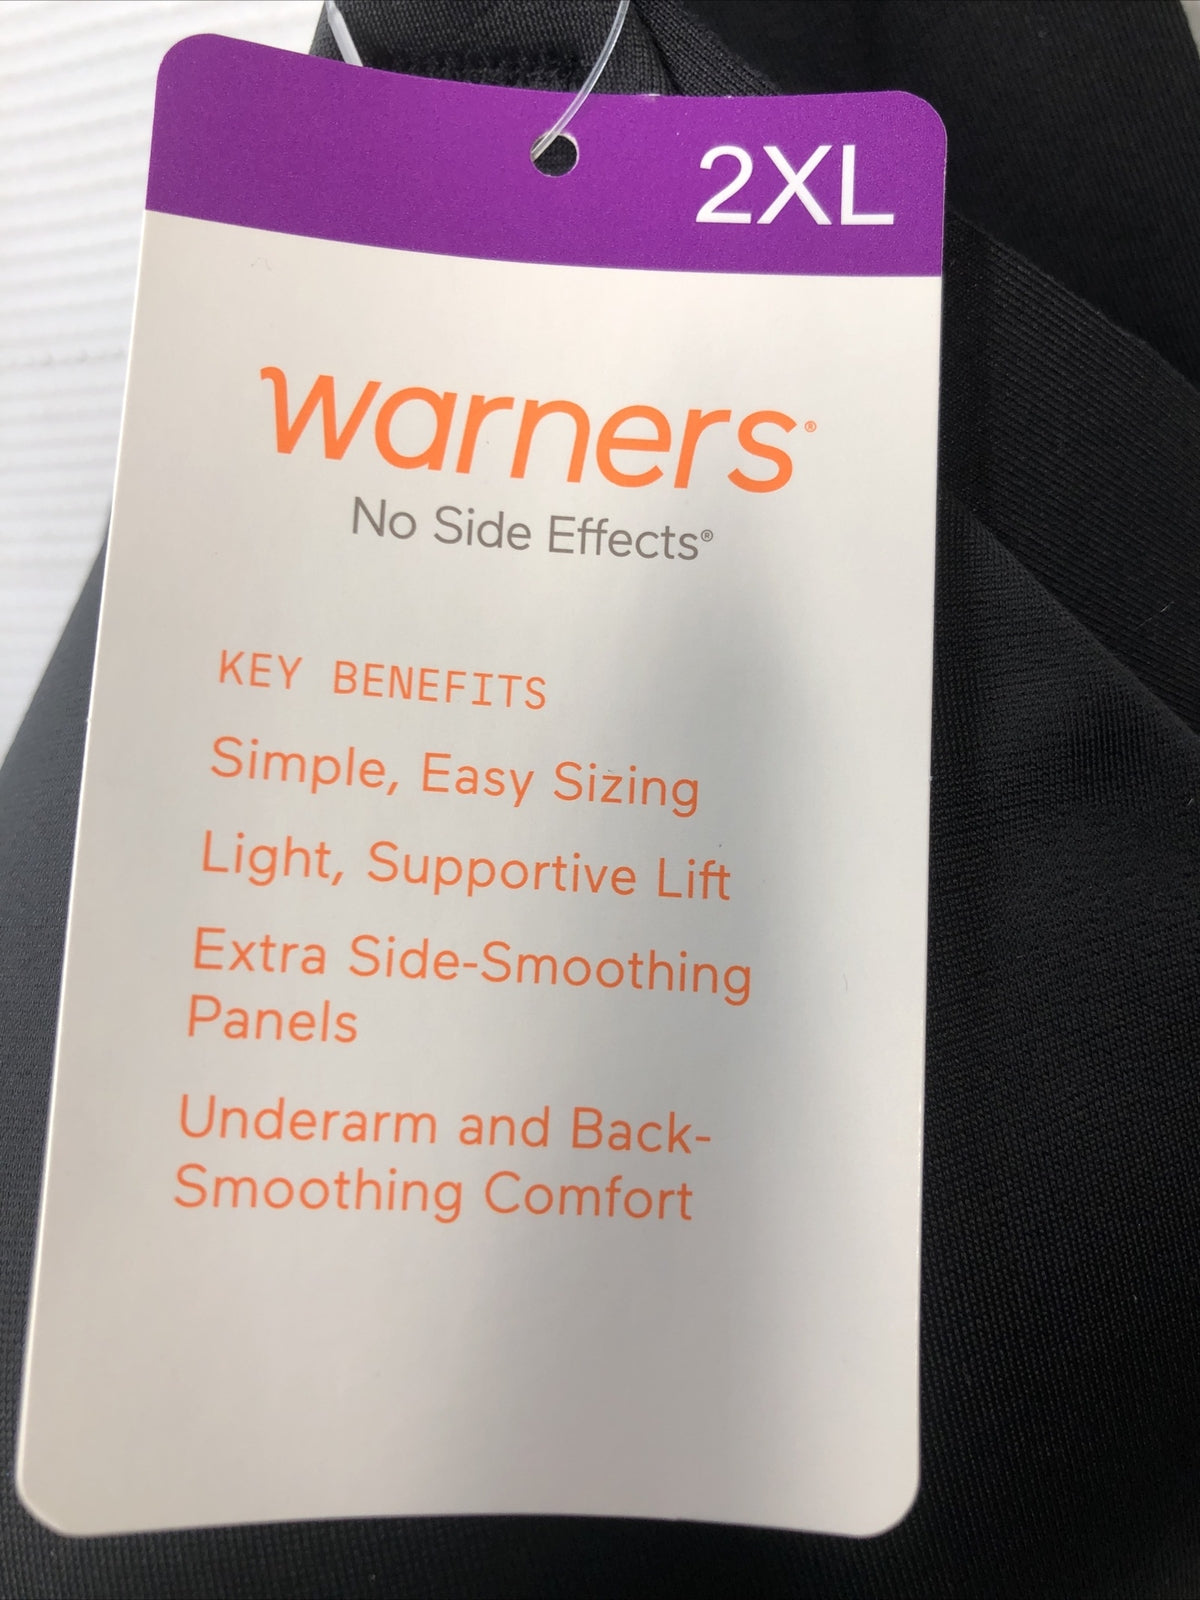 2XL
warners®
No Side Effects®
KEY BENEFITS
Simple, Easy Sizing
Light, Supportive Lift
Extra Side-Smoothing
Panels
Underarm and Back-
Smoothing Comfort